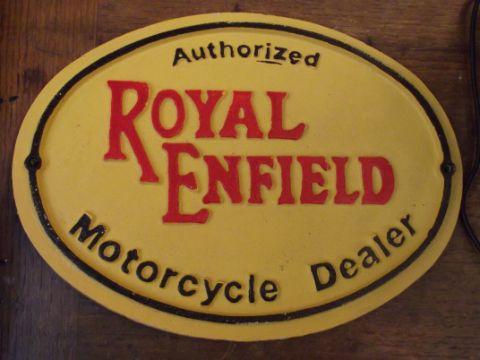 Authorized
ROYAL
ENFIELD
Motorcycle Dealer